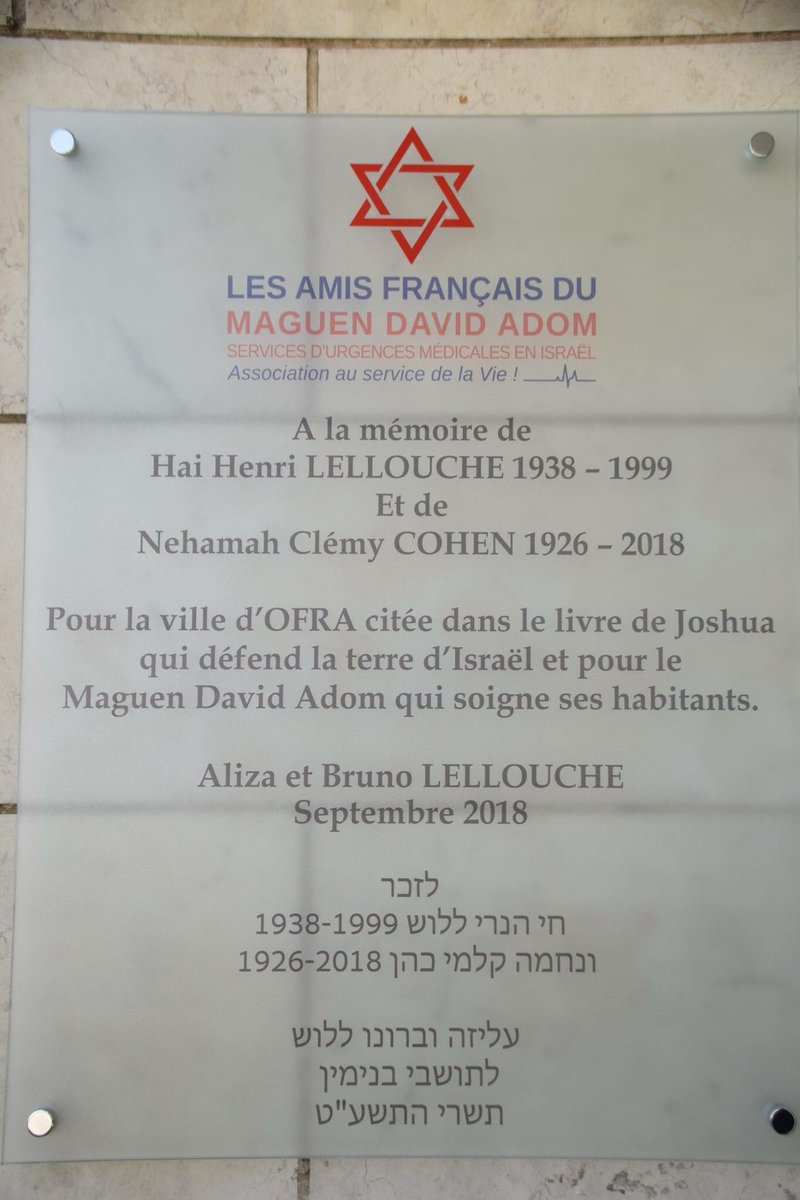 LES AMIS FRANÇAIS DU
MAGUEN DAVID ADOM
SERVICES D'URGENCES MÉDICALES EN ISRAËL
Association au service de la Vie !
A la mémoire de
Hai Henri LELLOUCHE 1938 – 1999
Et de
Nehamah Clémy COHEN 1926 – 2018
Pour la ville d’OFRA citée dans le livre de Joshua
qui défend la terre d’Israël et pour le
Maguen David Adom qui soigne ses habitants.
Aliza et Bruno LELLOUCHE
Septembre 2018
לזכר
חי הנרי ללוש 1938-1999
ונחמה קלמי כהן 1926-2018
עליזה וברונו ללוש
לתושבי בנימין
תשרי התשע"ט